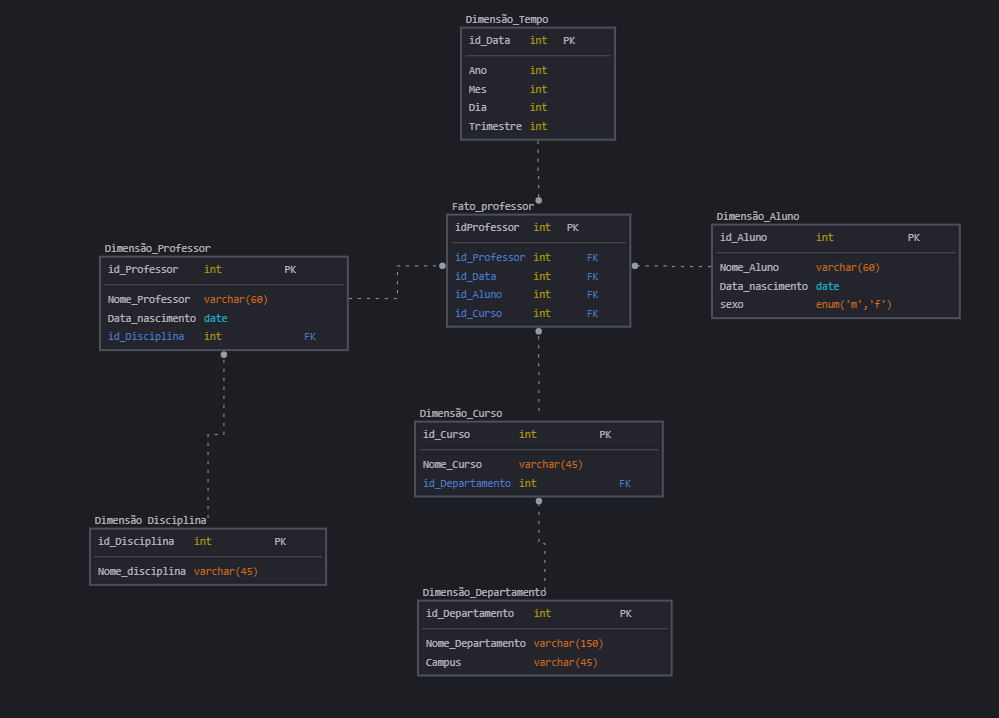 Dimensão_Tempo
id_Data int PK
Ano int
Mes int
Dia int
Trimestre int
Fato_professor
idProfessor int PK
id_Professor int FK
id_Data int FK
id_Aluno int FK
id_Curso int FK
Dimensão_Aluno
id_Aluno int PK
Nome_Aluno varchar(60)
Data_nascimento date
sexo enum('m','f')
Dimensão_Professor
id_Professor int PK
Nome_Professor varchar(60)
Data_nascimento date
id_Disciplina int FK
Dimensão_Curso
id_Curso int PK
Nome_Curso varchar(45)
id_Departamento int FK
Dimensão Disciplina
id_Disciplina int PK
Nome_disciplina varchar(45)
Dimensão_Departamento
id_Departamento int PK
Nome_Departamento varchar(150)
Campus varchar(45)